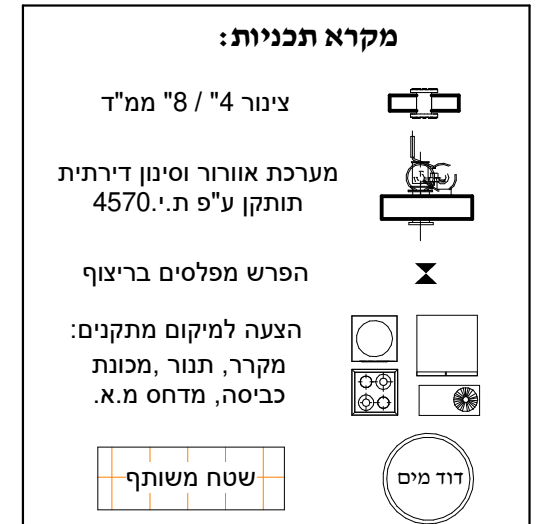 מקרא תכניות:
צינור 4" / 8" ממ"ד
מערכת אוורור וסינון דירתית
תותקן ע"פ ת.י.4570
הפרש מפלסים בריצוף
הצעה למיקום מתקנים:
מקרר, תנור ,מכונת
כביסה, מדחס מ.א.
שטח משותף
דוד מים